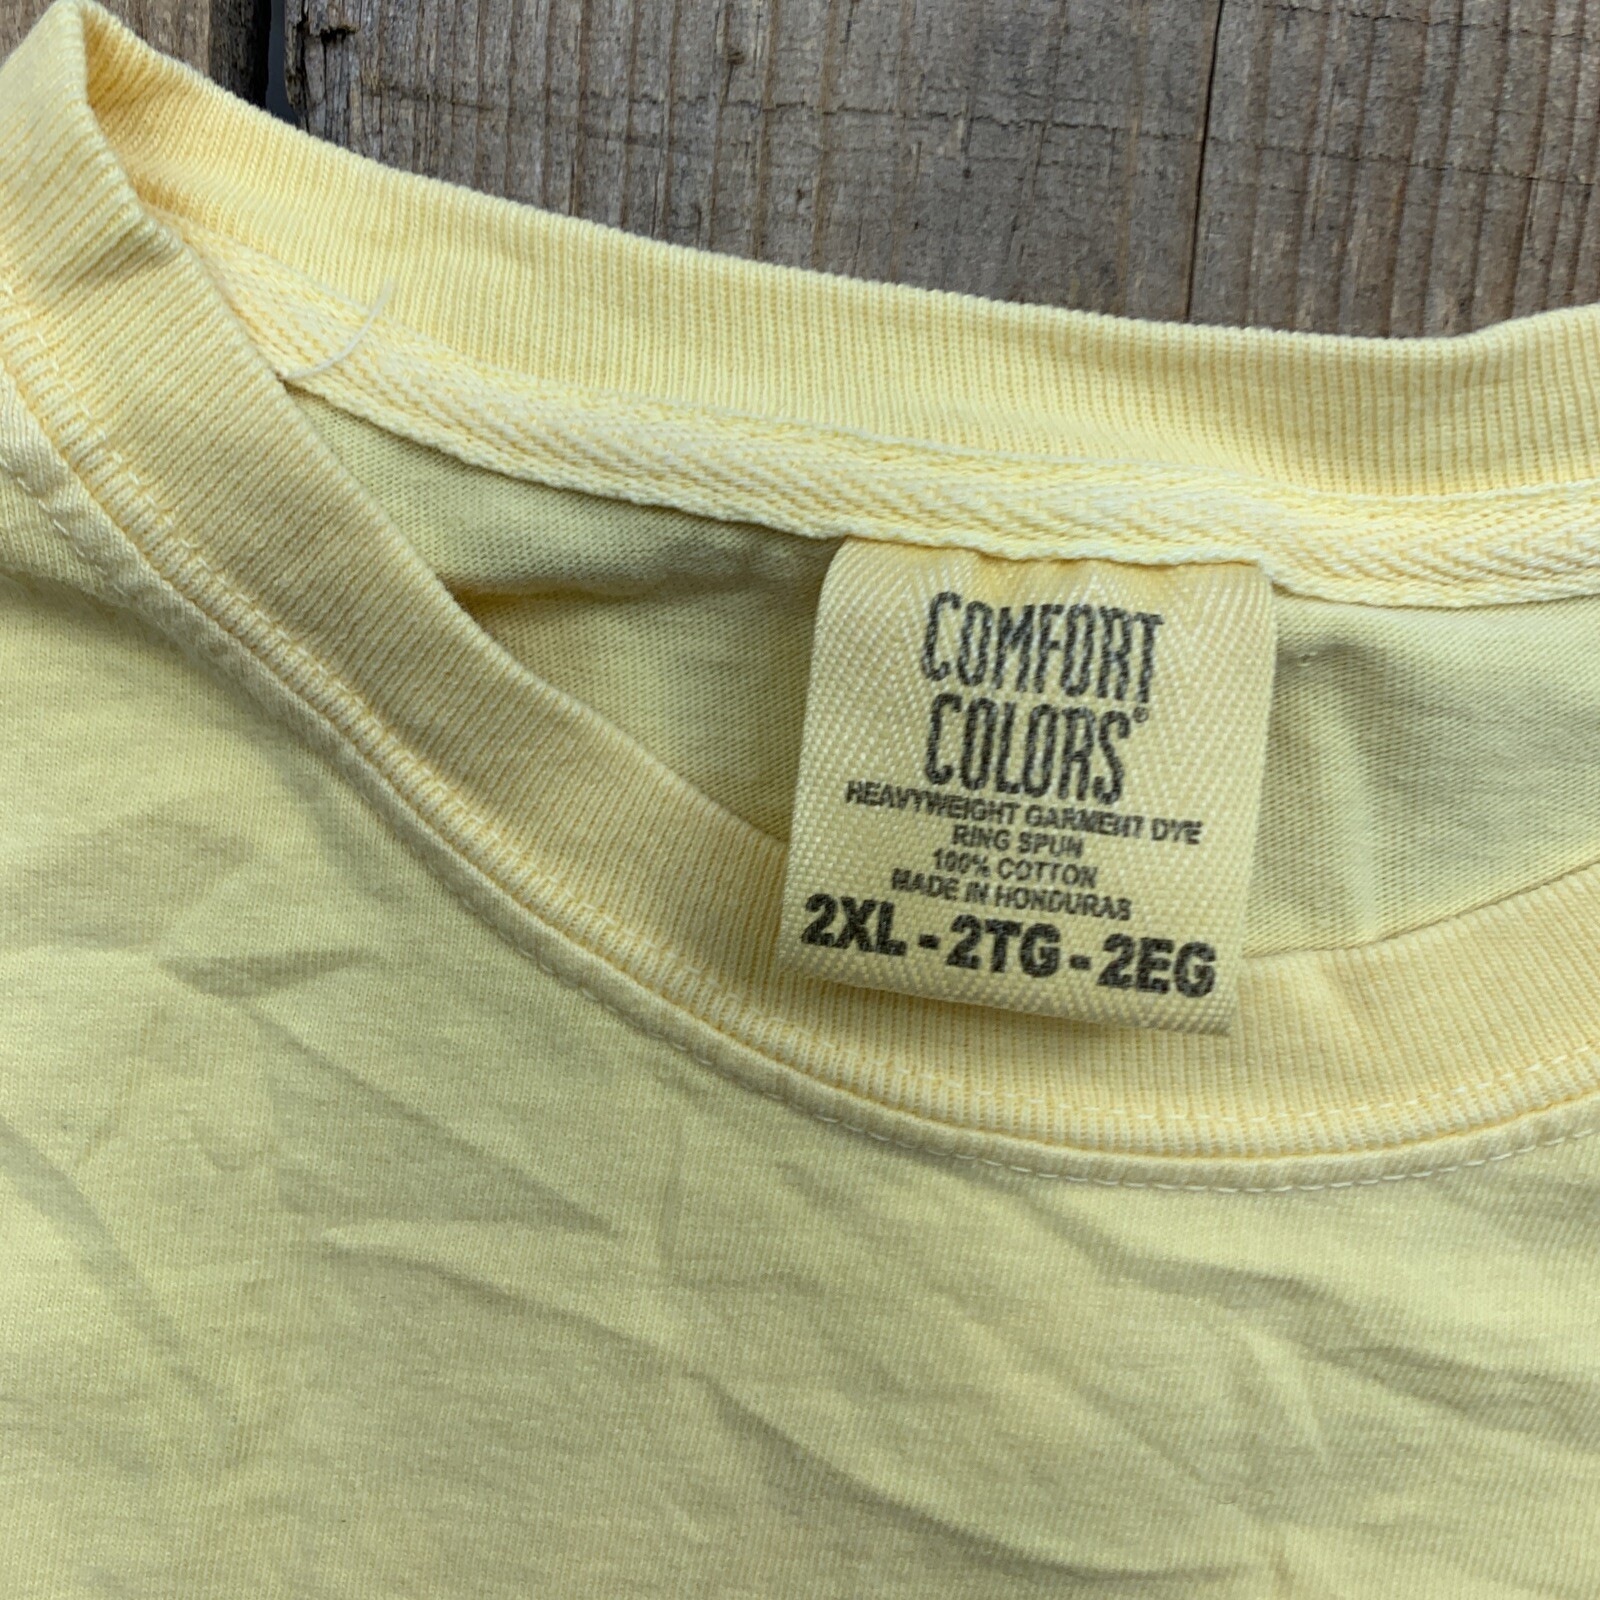 COMFORT
COLORS®
HEAVYWEIGHT GARMENT DYE
RING SPUN
100% COTTON
MADE IN HONDURAS
2XL - 2TG - 2EG